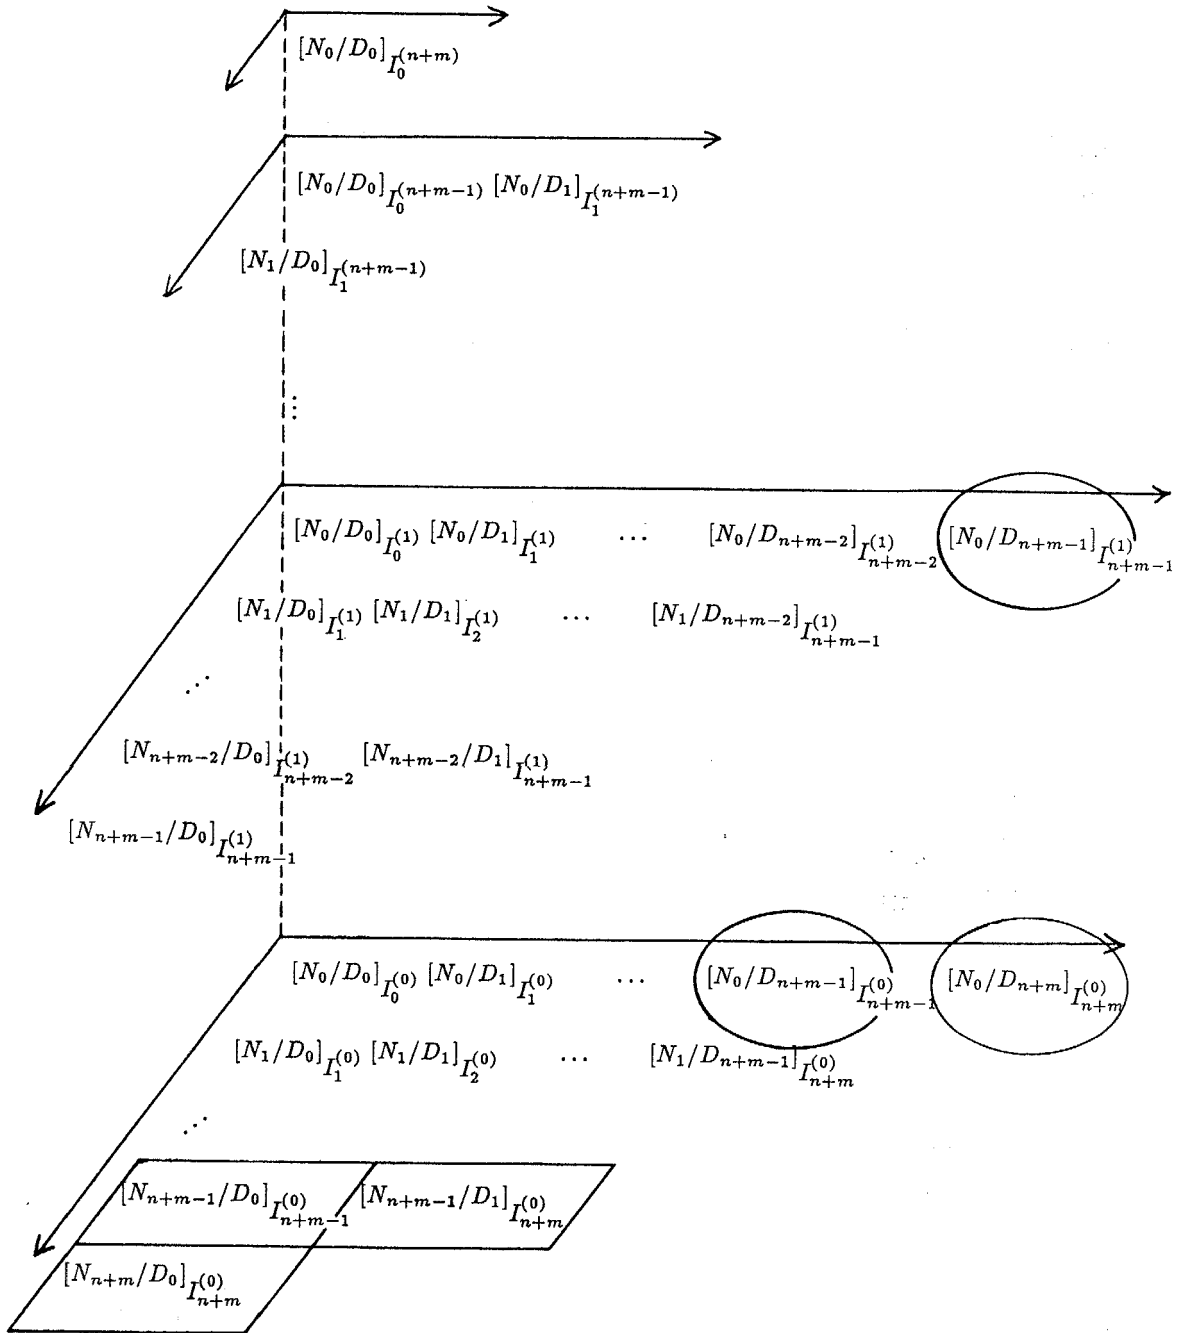 [N_0/D_0]_{I_0^{(n+m)}}
[N_0/D_0]_{I_0^{(n+m-1)}} [N_0/D_1]_{I_1^{(n+m-1)}}
[N_1/D_0]_{I_1^{(n+m-1)}}
⋮
[N_0/D_0]_{I_0^{(1)}} [N_0/D_1]_{I_1^{(1)}} ⋯ [N_0/D_{n+m-2}]_{I_{n+m-2}^{(1)}} [N_0/D_{n+m-1}]_{I_{n+m-1}^{(1)}}
[N_1/D_0]_{I_1^{(1)}} [N_1/D_1]_{I_2^{(1)}} ⋯ [N_1/D_{n+m-2}]_{I_{n+m-1}^{(1)}}
⋰
[N_{n+m-2}/D_0]_{I_{n+m-2}^{(1)}} [N_{n+m-2}/D_1]_{I_{n+m-1}^{(1)}}
[N_{n+m-1}/D_0]_{I_{n+m-1}^{(1)}}
[N_0/D_0]_{I_0^{(0)}} [N_0/D_1]_{I_1^{(0)}} ⋯ [N_0/D_{n+m-1}]_{I_{n+m-1}^{(0)}} [N_0/D_{n+m}]_{I_{n+m}^{(0)}}
[N_1/D_0]_{I_1^{(0)}} [N_1/D_1]_{I_2^{(0)}} ⋯ [N_1/D_{n+m-1}]_{I_{n+m}^{(0)}}
⋰
[N_{n+m-1}/D_0]_{I_{n+m-1}^{(0)}} [N_{n+m-1}/D_1]_{I_{n+m}^{(0)}}
[N_{n+m}/D_0]_{I_{n+m}^{(0)}}